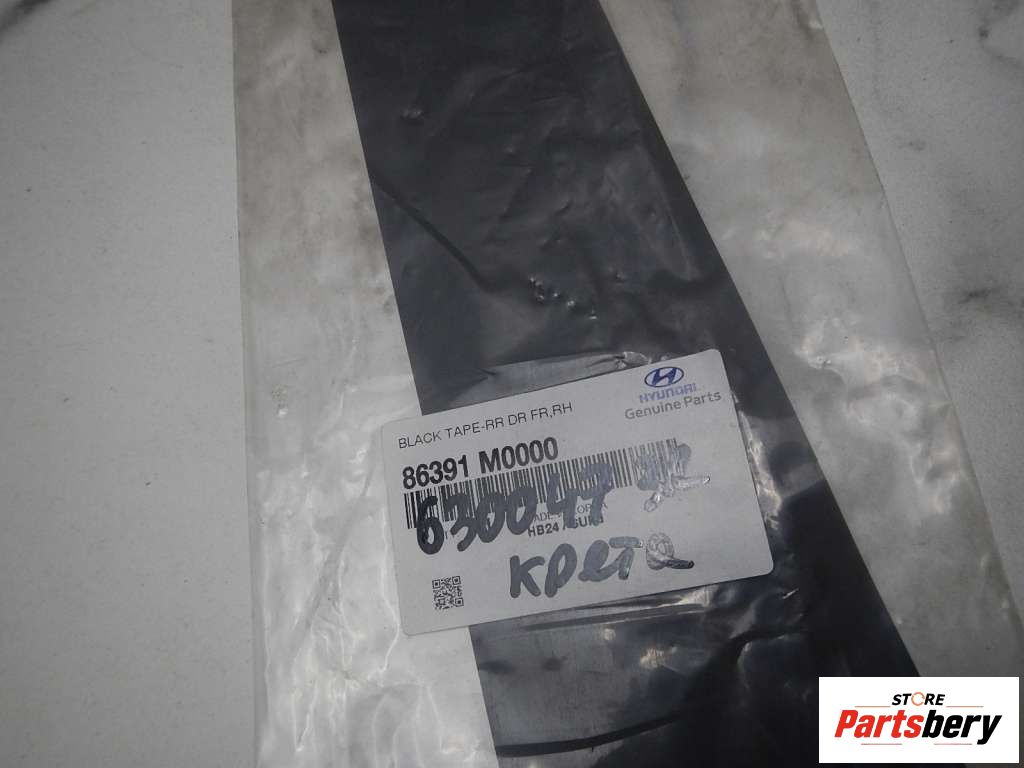 HYUNDAI
Genuine Parts
BLACK TAPE-RR DR FR,RH
86391 M0000
630047
HB24
Крета
STORE
Partsbery